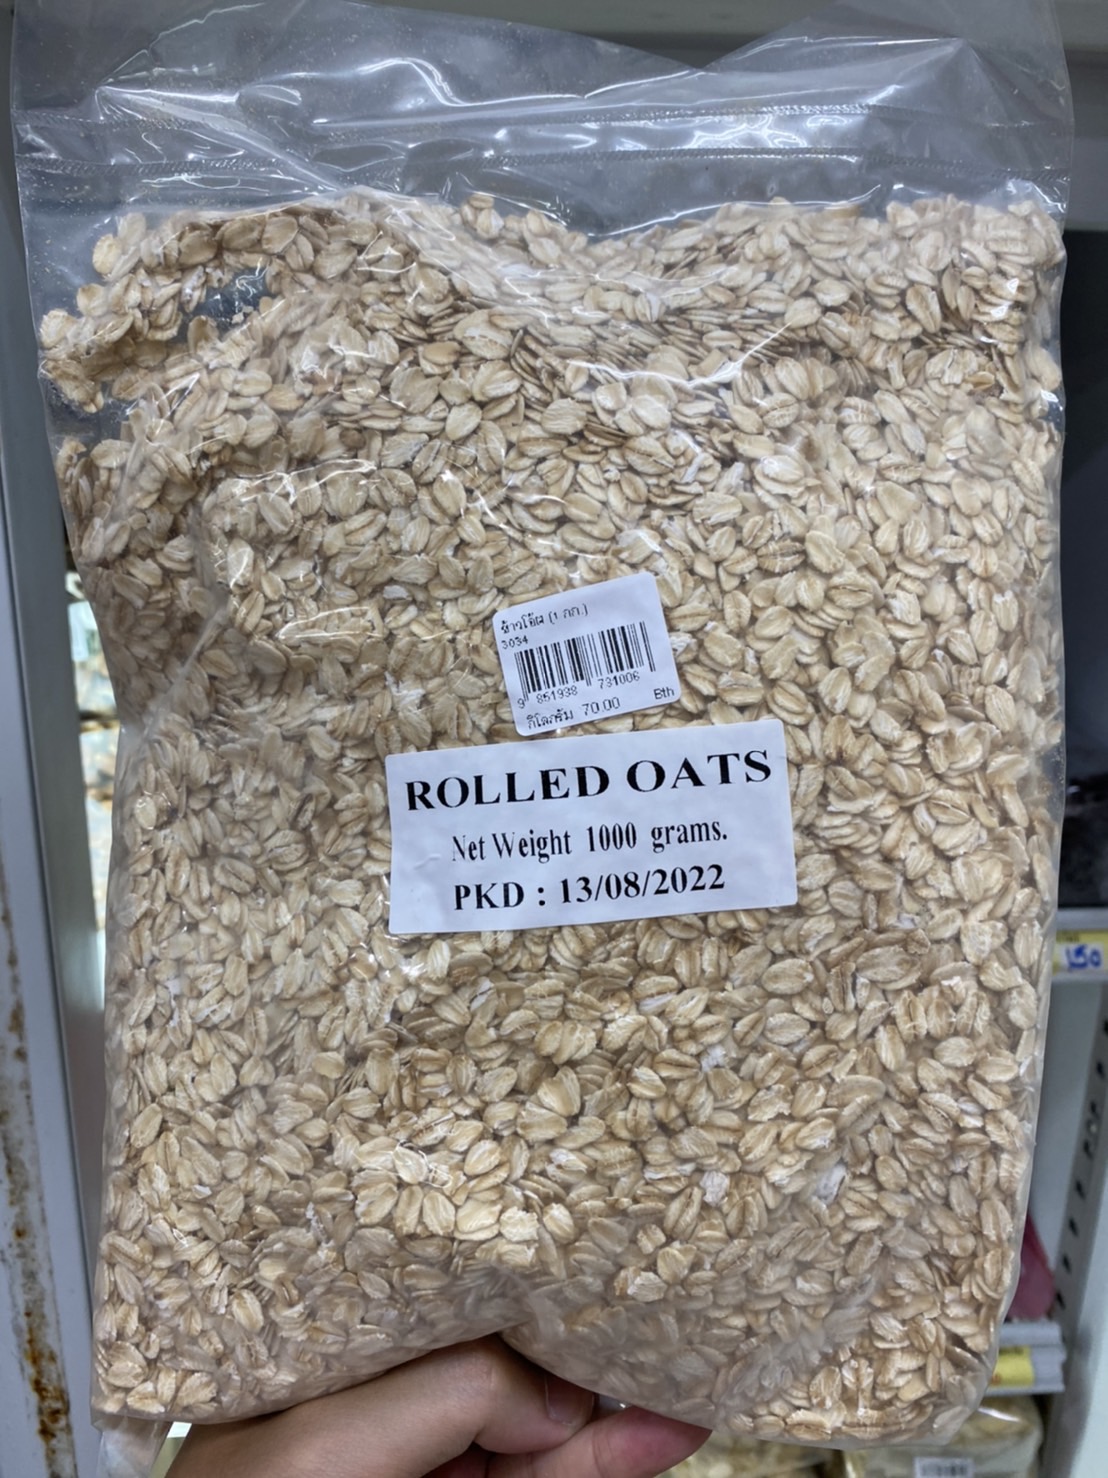 ข้าวโอ๊ต (1 กก.)
3034
9 851938 731006
กิโลกรัม 70.00 Bth
ROLLED OATS
Net Weight 1000 grams.
PKD : 13/08/2022
150